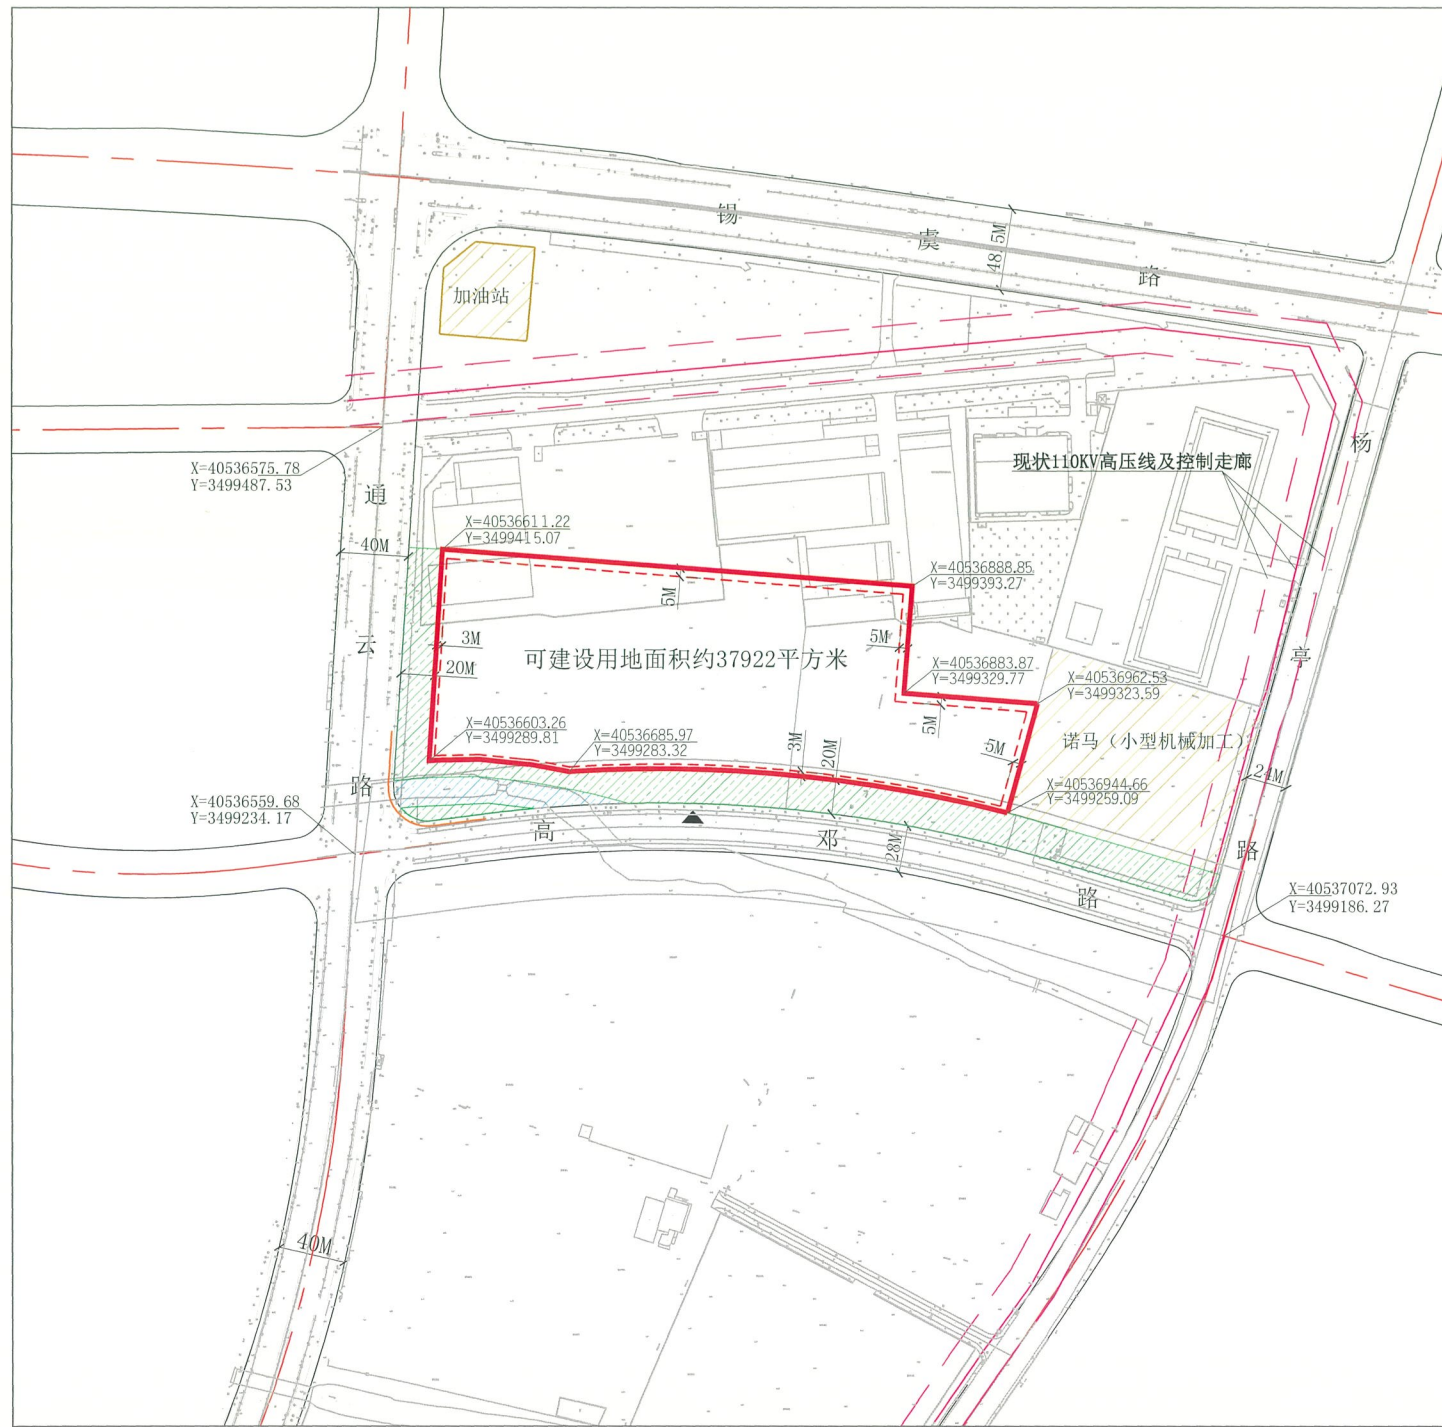 锡虞路
48.5M
加油站
杨亭路
现状110KV高压线及控制走廊
X=40536575.78
Y=3499487.53
通云路
40M
X=40536611.22
Y=3499415.07
X=40536888.85
Y=3499393.27
5M
5M
3M
20M
可建设用地面积约37922平方米
X=40536883.87
Y=3499329.77
X=40536962.53
Y=3499323.59
5M
X=40536603.26
Y=3499289.81
X=40536685.97
Y=3499283.32
3M
20M
5M
诺马（小型机械加工）
24M
X=40536944.66
Y=3499259.09
X=40536559.68
Y=3499234.17
高邓路
28M
X=40537072.93
Y=3499186.27
40M